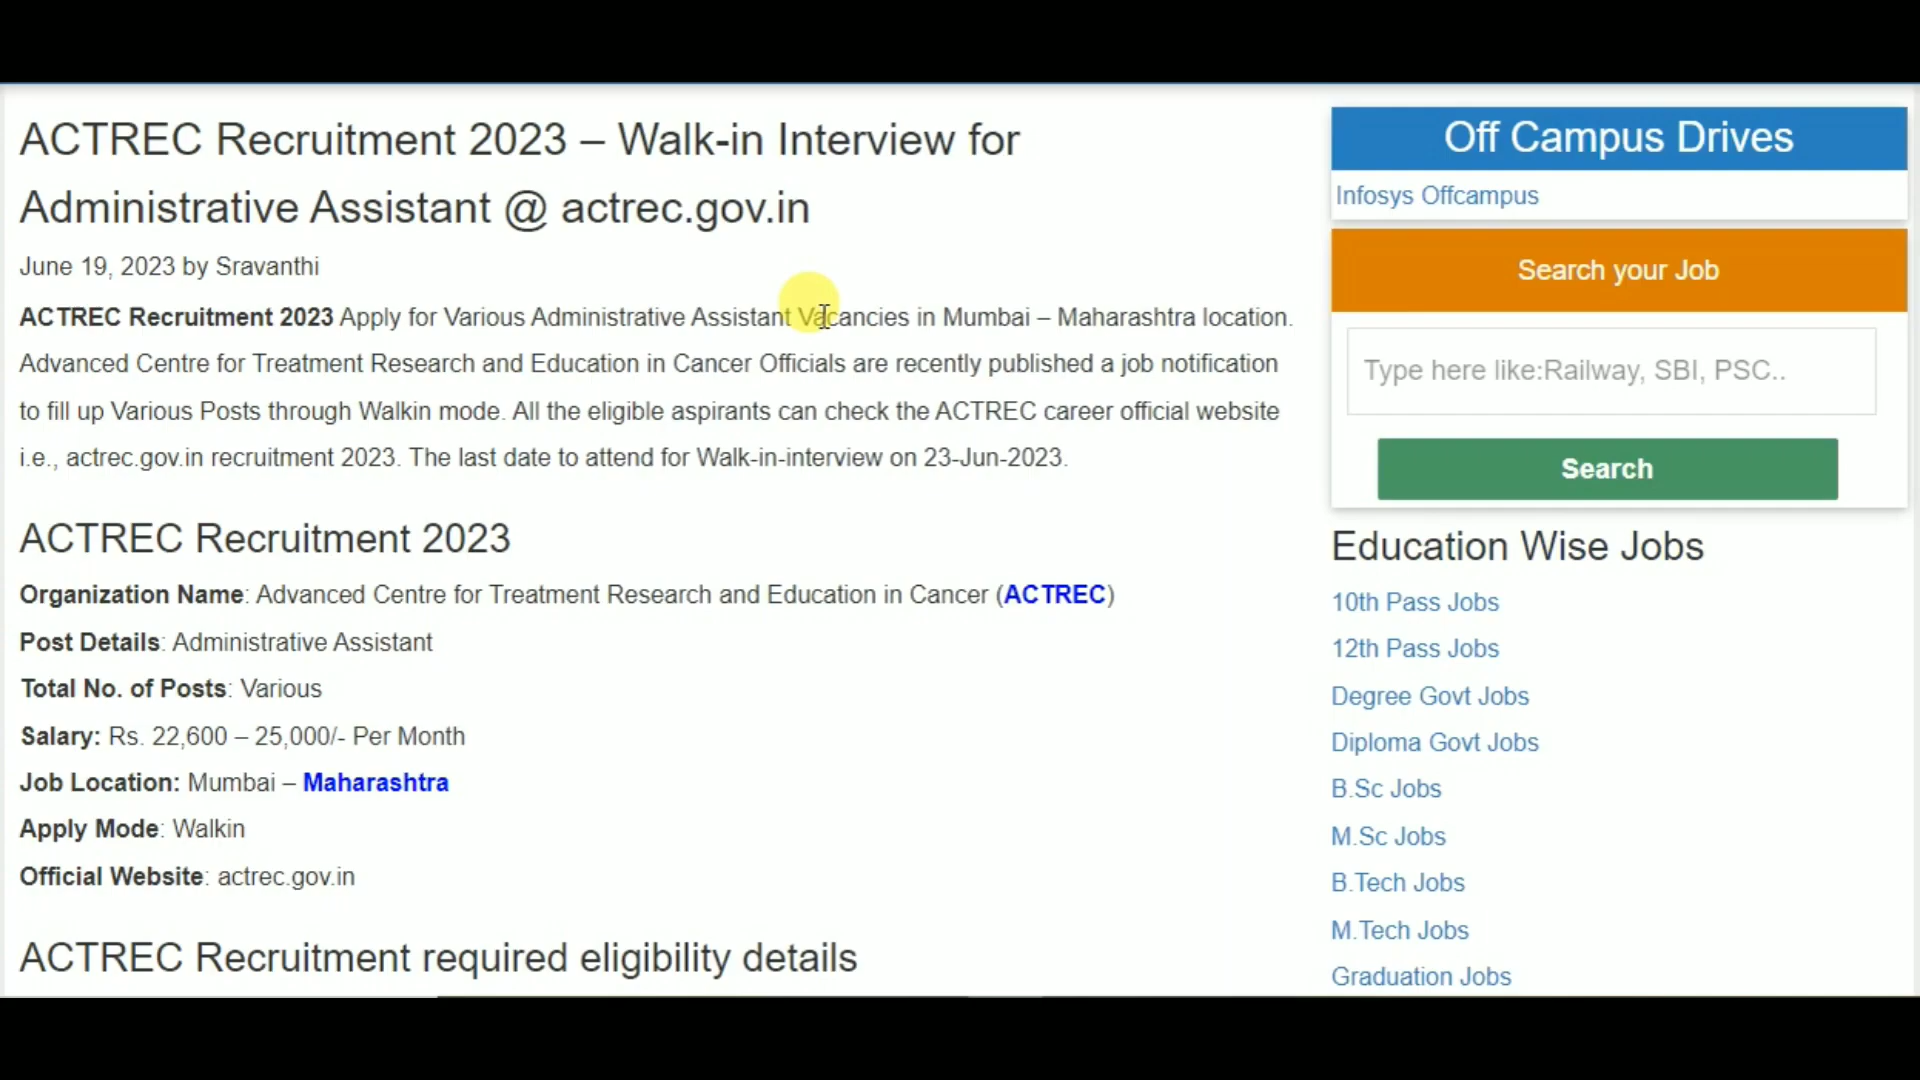 ACTREC Recruitment 2023 – Walk-in Interview for
Administrative Assistant @ actrec.gov.in
June 19, 2023 by Sravanthi
ACTREC Recruitment 2023 Apply for Various Administrative Assistant Vacancies in Mumbai – Maharashtra location.
Advanced Centre for Treatment Research and Education in Cancer Officials are recently published a job notification
to fill up Various Posts through Walkin mode. All the eligible aspirants can check the ACTREC career official website
i.e., actrec.gov.in recruitment 2023. The last date to attend for Walk-in-interview on 23-Jun-2023.
ACTREC Recruitment 2023
Organization Name: Advanced Centre for Treatment Research and Education in Cancer (ACTREC)
Post Details: Administrative Assistant
Total No. of Posts: Various
Salary: Rs. 22,600 – 25,000/- Per Month
Job Location: Mumbai – Maharashtra
Apply Mode: Walkin
Official Website: actrec.gov.in
ACTREC Recruitment required eligibility details
Off Campus Drives
Infosys Offcampus
Search your Job
Type here like:Railway, SBI, PSC..
Search
Education Wise Jobs
10th Pass Jobs
12th Pass Jobs
Degree Govt Jobs
Diploma Govt Jobs
B.Sc Jobs
M.Sc Jobs
B.Tech Jobs
M.Tech Jobs
Graduation Jobs